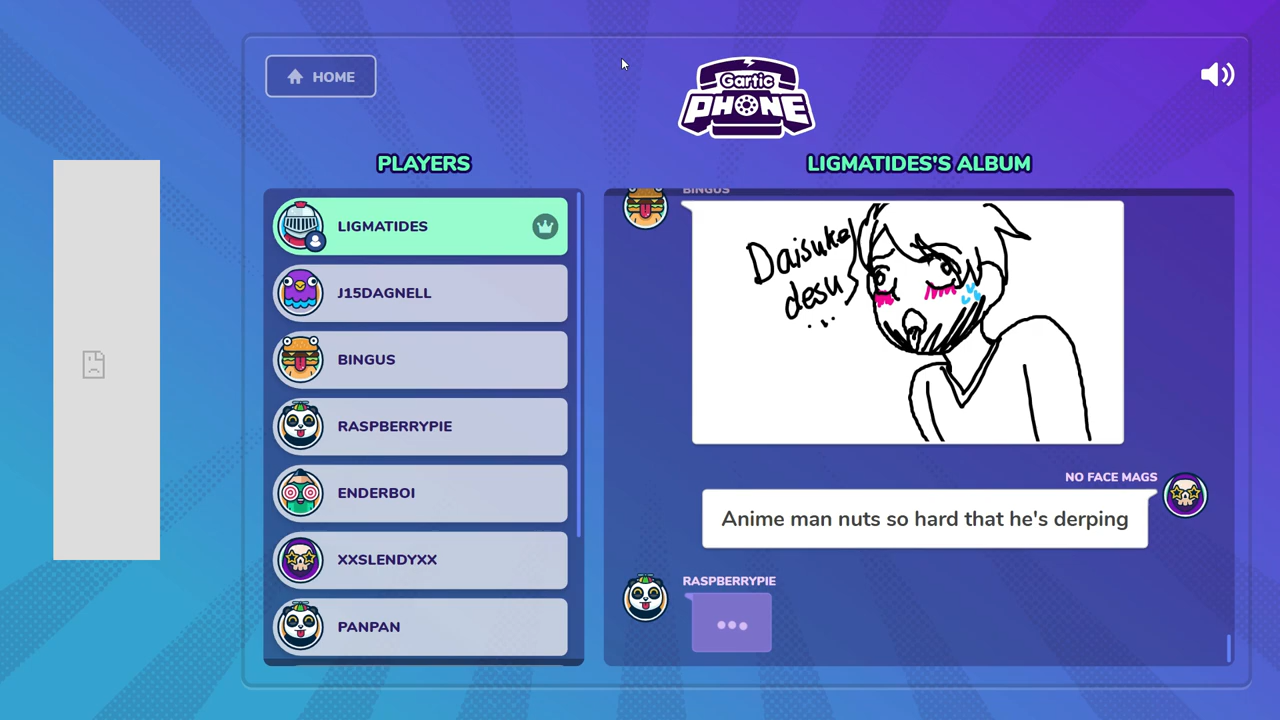 HOME
Gartic
PHONE
PLAYERS
LIGMATIDES'S ALBUM
LIGMATIDES
J15DAGNELL
BINGUS
RASPBERRYPIE
ENDERBOI
XXSLENDYXX
PANPAN
BINGUS
Daisuke
desu
...
NO FACE MAGS
Anime man nuts so hard that he's derping
RASPBERRYPIE